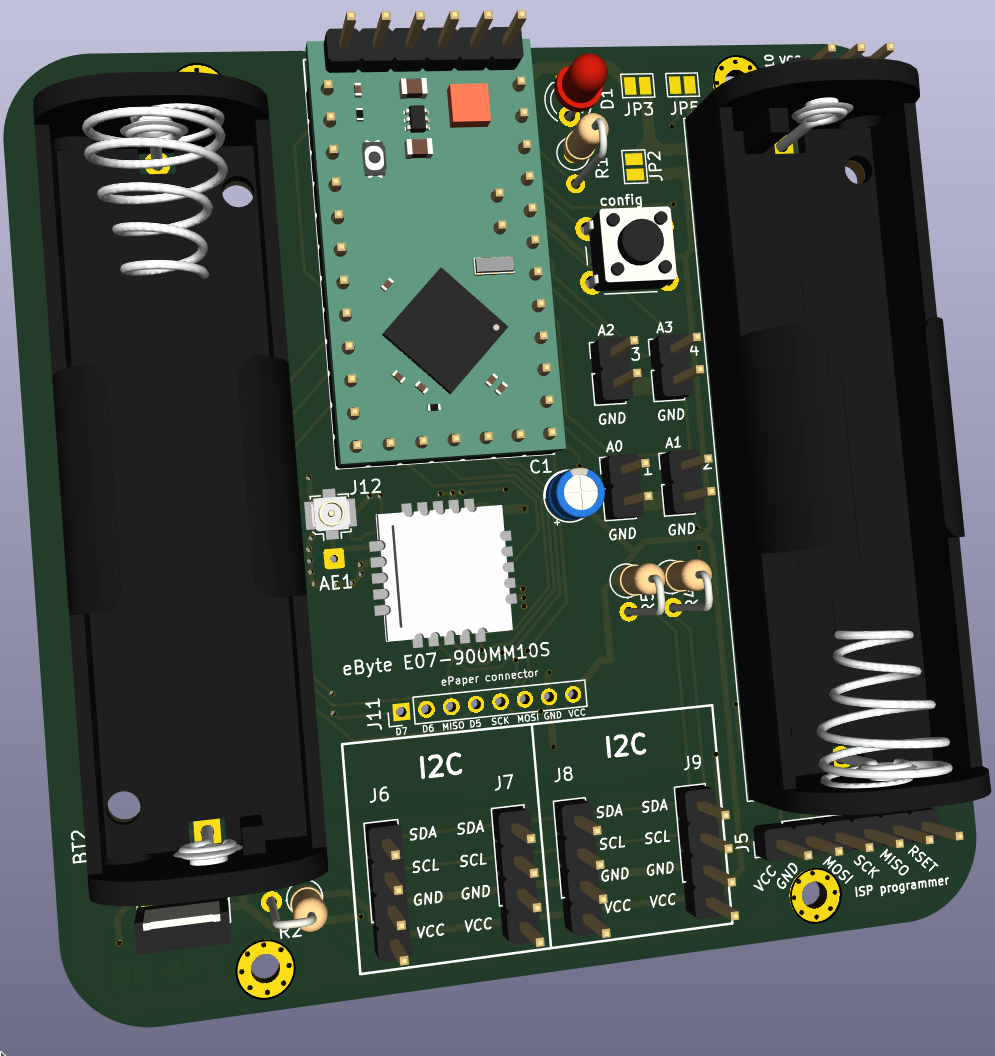 VCC
D1
JP3
JP5
R1
JP2
config
A2
A3
3
4
GND
GND
A0
A1
1
2
GND
GND
C1
+
J12
AE1
eByte E07-900MM10S
ePaper connector
J11
D7 D6 MISO D5 SCK MOSI GND VCC
I2C
I2C
J6
J7
J8
J9
SDA
SCL
GND
VCC
SDA
SCL
GND
VCC
SDA
SCL
GND
VCC
SDA
SCL
GND
VCC
J5
VCC GND MOSI SCK MISO RSET
ISP programmer
R2